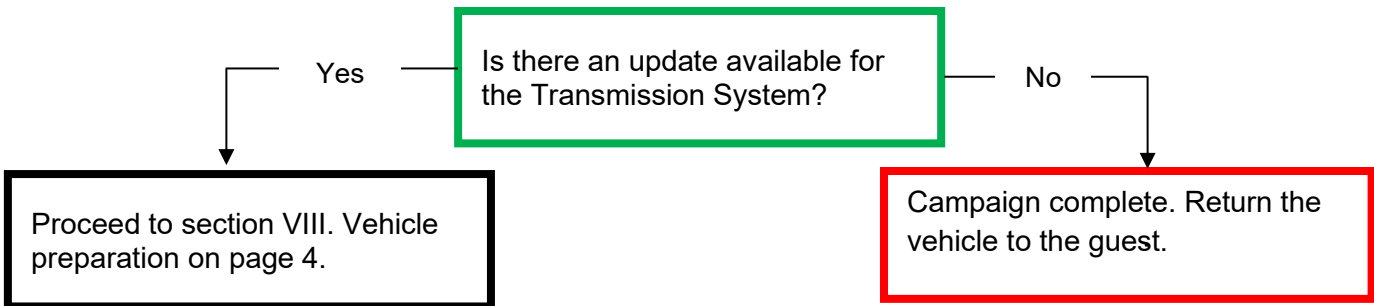 Is there an update available for
the Transmission System?
Yes
No
Proceed to section VIII. Vehicle
preparation on page 4.
Campaign complete. Return the
vehicle to the guest.